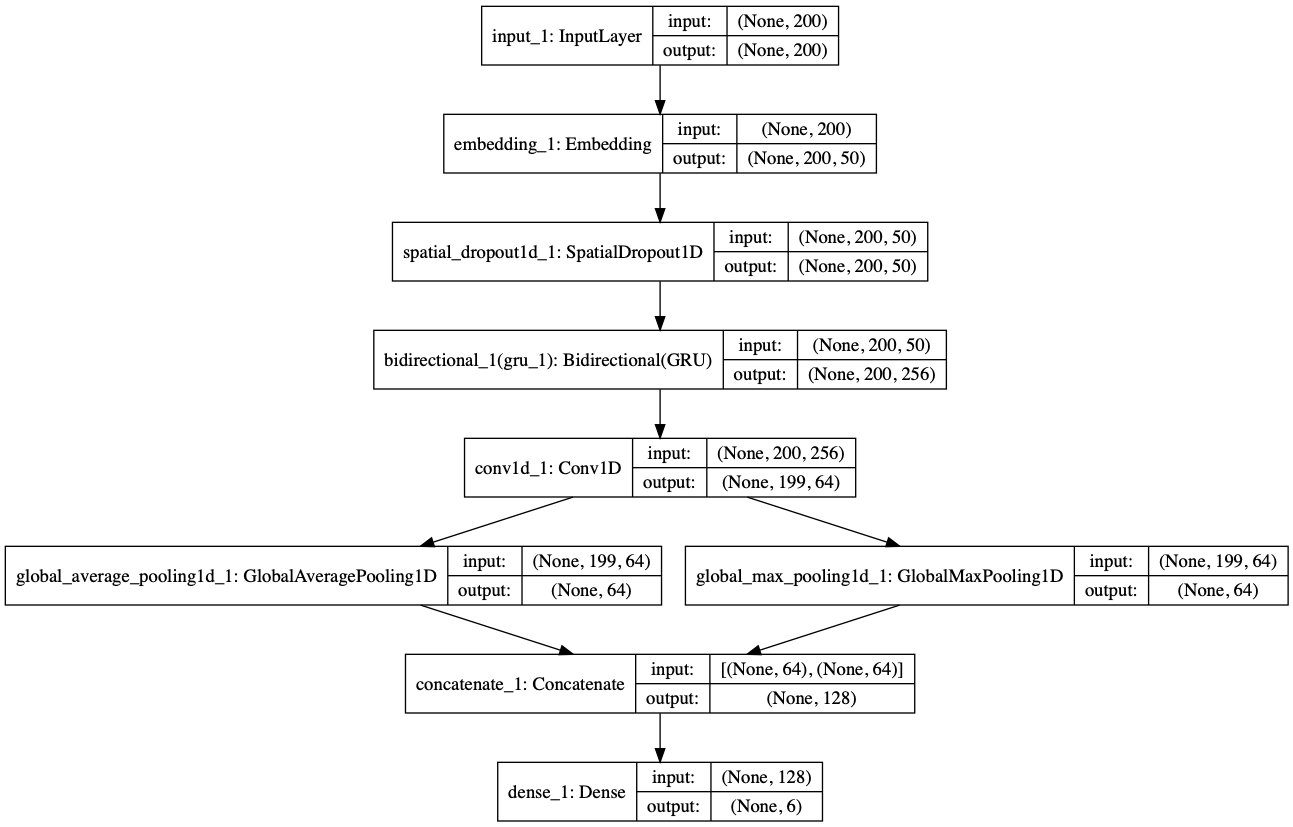 input_1: InputLayer
input: (None, 200)
output: (None, 200)
embedding_1: Embedding
input: (None, 200)
output: (None, 200, 50)
spatial_dropout1d_1: SpatialDropout1D
input: (None, 200, 50)
output: (None, 200, 50)
bidirectional_1(gru_1): Bidirectional(GRU)
input: (None, 200, 50)
output: (None, 200, 256)
conv1d_1: Conv1D
input: (None, 200, 256)
output: (None, 199, 64)
global_average_pooling1d_1: GlobalAveragePooling1D
input: (None, 199, 64)
output: (None, 64)
global_max_pooling1d_1: GlobalMaxPooling1D
input: (None, 199, 64)
output: (None, 64)
concatenate_1: Concatenate
input: [(None, 64), (None, 64)]
output: (None, 128)
dense_1: Dense
input: (None, 128)
output: (None, 6)